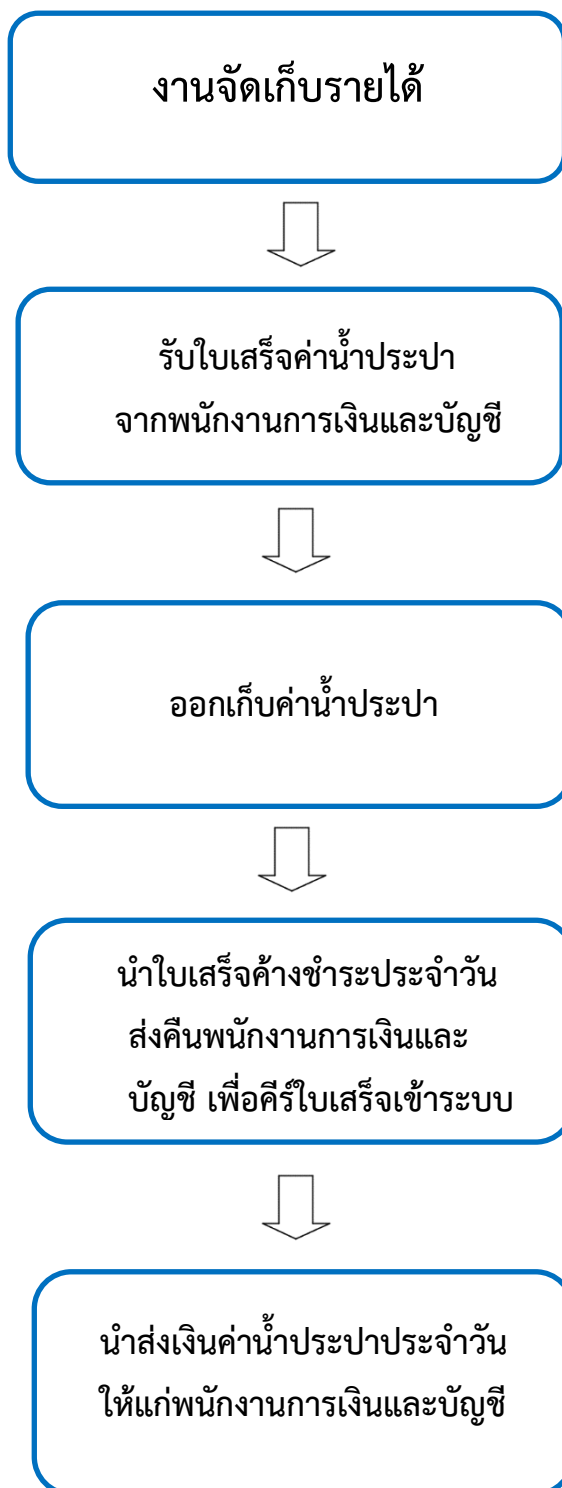 งานจัดเก็บรายได้
รับใบเสร็จค่าน้ำประปา
จากพนักงานการเงินและบัญชี
ออกเก็บค่าน้ำประปา
นำใบเสร็จค้างชำระประจำวัน
ส่งคืนพนักงานการเงินและ
บัญชี เพื่อคีร์ใบเสร็จเข้าระบบ
นำส่งเงินค่าน้ำประปาประจำวัน
ให้แก่พนักงานการเงินและบัญชี